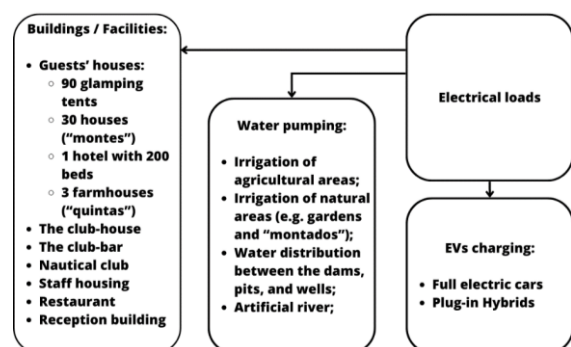 Buildings / Facilities:
• Guests' houses:
○ 90 glamping
tents
○ 30 houses
("montes")
○ 1 hotel with 200
beds
○ 3 farmhouses
("quintas")
• The club-house
• The club-bar
• Nautical club
• Staff housing
• Restaurant
• Reception building
Water pumping:
• Irrigation of
agricultural areas;
• Irrigation of natural
areas (e.g. gardens
and "montados");
• Water distribution
between the dams,
pits, and wells;
• Artificial river;
Electrical loads
EVs charging:
• Full electric cars
• Plug-in Hybrids